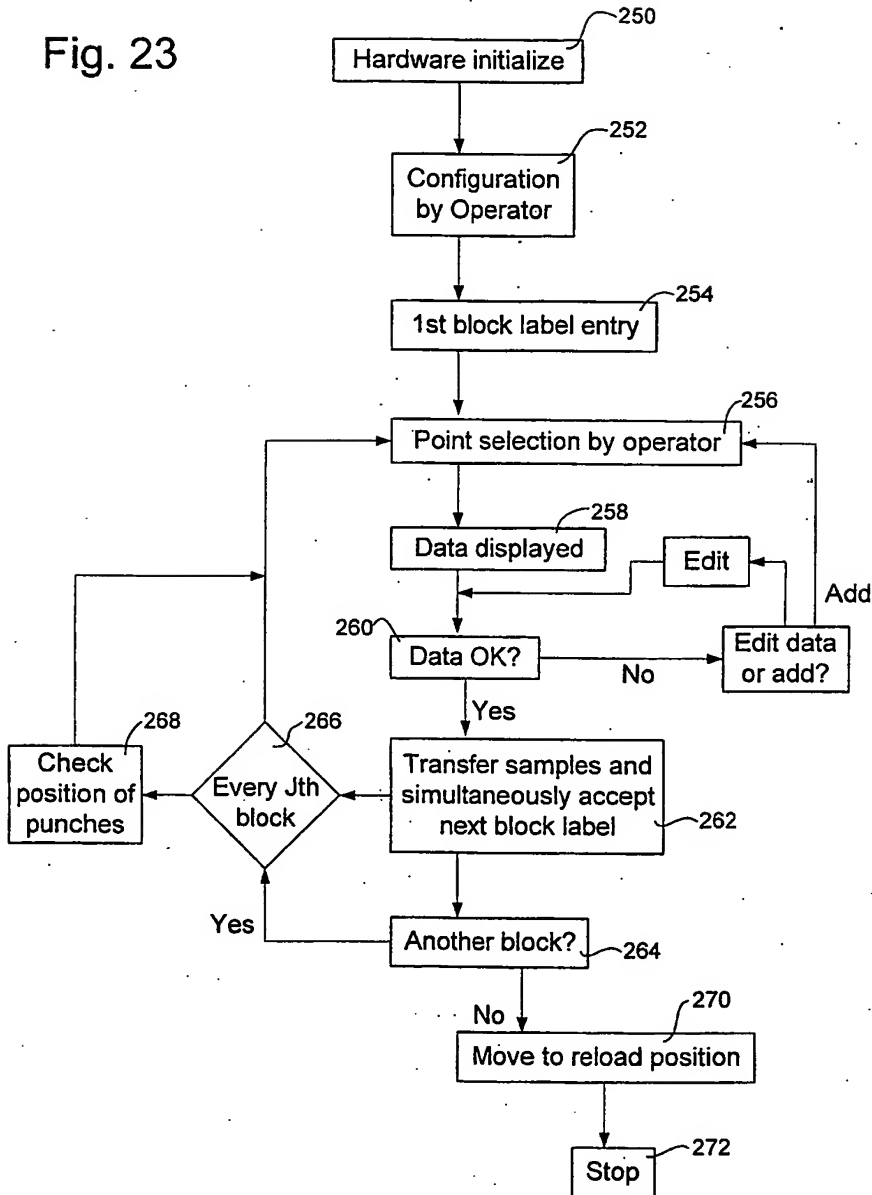 Fig. 23
250
Hardware initialize
252
Configuration
by Operator
254
1st block label entry
256
Point selection by operator
258
Data displayed
Edit
Add
260
Data OK?
No
Edit data
or add?
Yes
266
268
Check
position of
punches
Every Jth
block
Transfer samples and
simultaneously accept
next block label
262
Yes
Another block?
264
No
270
Move to reload position
272
Stop